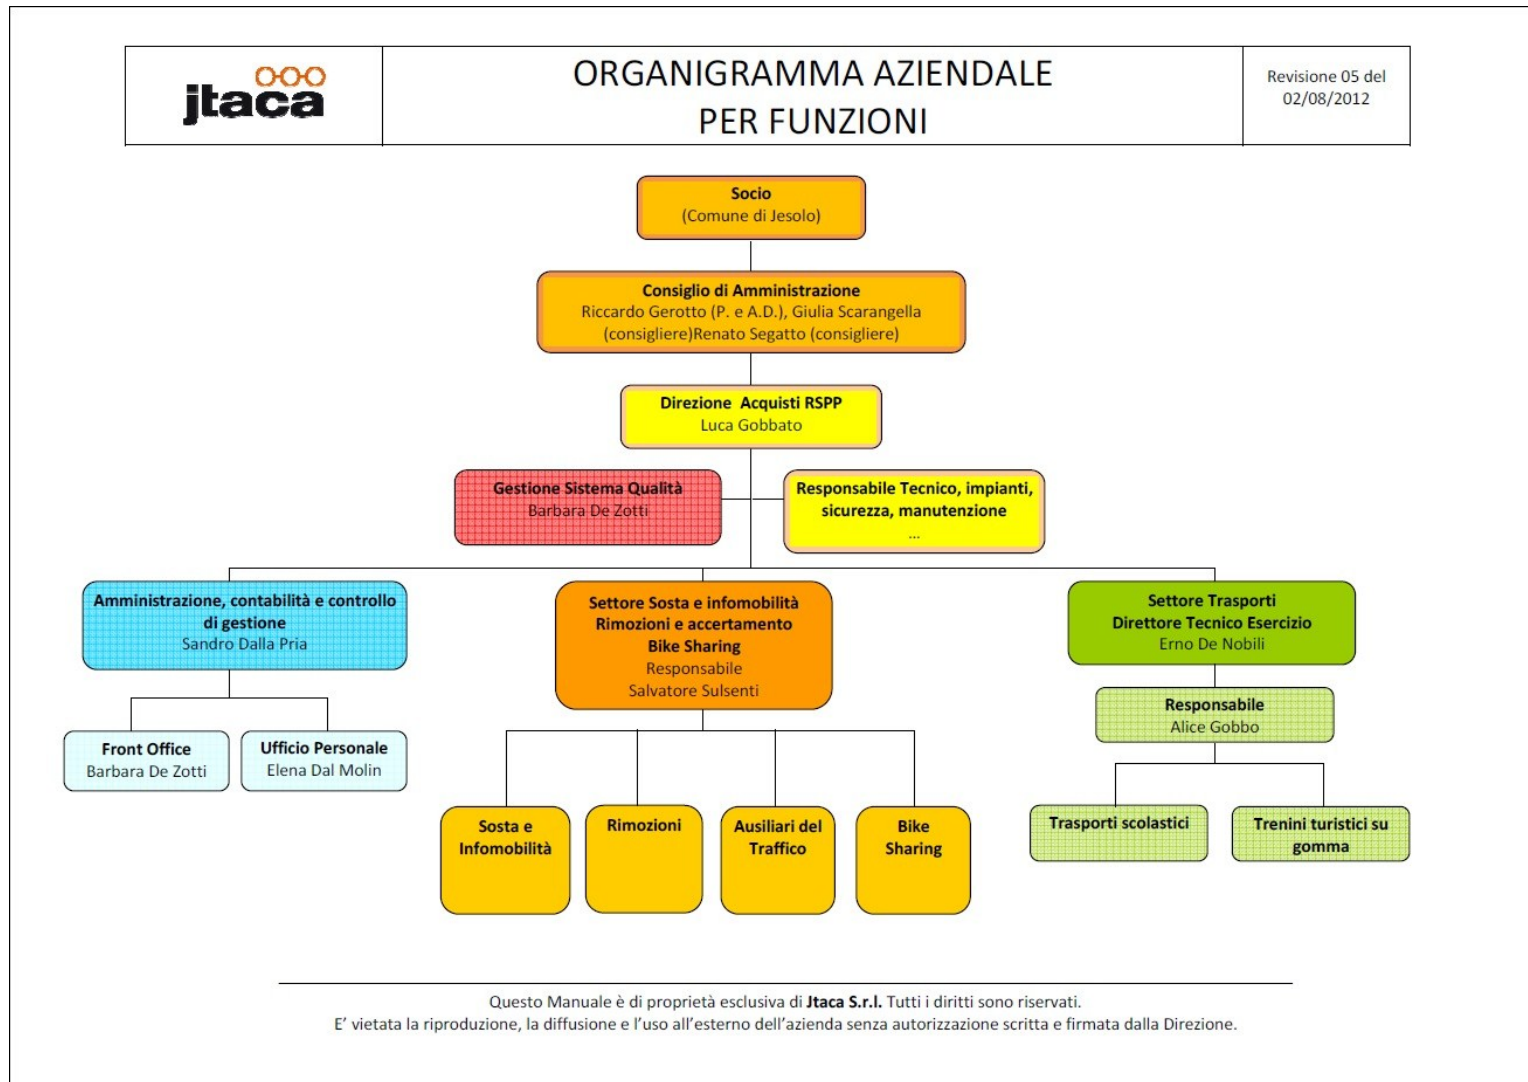 jtaca
ORGANIGRAMMA AZIENDALE
PER FUNZIONI
Revisione 05 del
02/08/2012
Socio
(Comune di Jesolo)
Consiglio di Amministrazione
Riccardo Gerotto (P. e A.D.), Giulia Scarangella
(consigliere)Renato Segatto (consigliere)
Direzione Acquisti RSPP
Luca Gobbato
Gestione Sistema Qualità
Barbara De Zotti
Responsabile Tecnico, impianti,
sicurezza, manutenzione
...
Amministrazione, contabilità e controllo
di gestione
Sandro Dalla Pria
Settore Sosta e infomobilità
Rimozioni e accertamento
Bike Sharing
Responsabile
Salvatore Sulsenti
Settore Trasporti
Direttore Tecnico Esercizio
Erno De Nobili
Responsabile
Alice Gobbo
Front Office
Barbara De Zotti
Ufficio Personale
Elena Dal Molin
Sosta e
Infomobilità
Rimozioni
Ausiliari del
Traffico
Bike
Sharing
Trasporti scolastici
Trenini turistici su
gomma
Questo Manuale è di proprietà esclusiva di Jtaca S.r.l. Tutti i diritti sono riservati.
E' vietata la riproduzione, la diffusione e l'uso all'esterno dell'azienda senza autorizzazione scritta e firmata dalla Direzione.